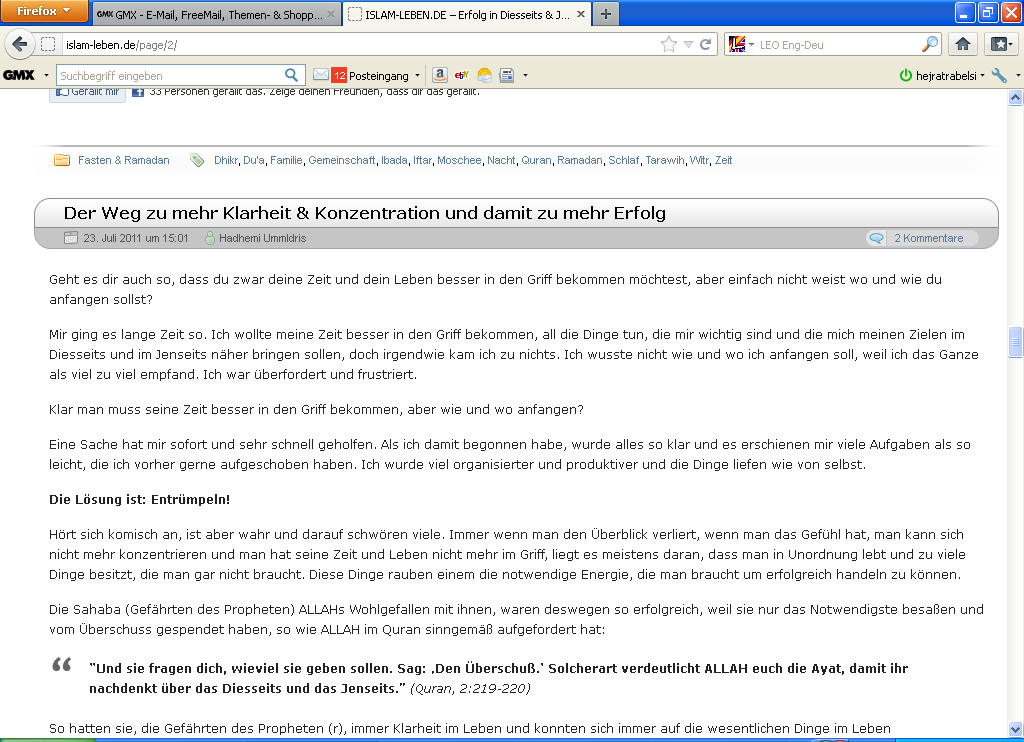 Firefox
GMX - E-Mail, FreeMail, Themen- & Shopp...
ISLAM-LEBEN.DE – Erfolg in Diesseits & J...
islam-leben.de/page/2/
LEO Eng-Deu
GMX
Suchbegriff eingeben
12 Posteingang
hejratrabelsi
Gefällt mir
33 Personen gefällt das. Zeige deinen Freunden, dass dir das gefällt.
Fasten & Ramadan
Dhikr, Du'a, Familie, Gemeinschaft, Ibada, Iftar, Moschee, Nacht, Quran, Ramadan, Schlaf, Tarawih, Witr, Zeit
Der Weg zu mehr Klarheit & Konzentration und damit zu mehr Erfolg
23. Juli 2011 um 15:01
Hadhemi UmmIdris
2 Kommentare
Geht es dir auch so, dass du zwar deine Zeit und dein Leben besser in den Griff bekommen möchtest, aber einfach nicht weist wo und wie du
anfangen sollst?
Mir ging es lange Zeit so. Ich wollte meine Zeit besser in den Griff bekommen, all die Dinge tun, die mir wichtig sind und die mich meinen Zielen im
Diesseits und im Jenseits näher bringen sollen, doch irgendwie kam ich zu nichts. Ich wusste nicht wie und wo ich anfangen soll, weil ich das Ganze
als viel zu viel empfand. Ich war überfordert und frustriert.
Klar man muss seine Zeit besser in den Griff bekommen, aber wie und wo anfangen?
Eine Sache hat mir sofort und sehr schnell geholfen. Als ich damit begonnen habe, wurde alles so klar und es erschienen mir viele Aufgaben als so
leicht, die ich vorher gerne aufgeschoben haben. Ich wurde viel organisierter und produktiver und die Dinge liefen wie von selbst.
Die Lösung ist: Entrümpeln!
Hört sich komisch an, ist aber wahr und darauf schwören viele. Immer wenn man den Überblick verliert, wenn man das Gefühl hat, man kann sich
nicht mehr konzentrieren und man hat seine Zeit und Leben nicht mehr im Griff, liegt es meistens daran, dass man in Unordnung lebt und zu viele
Dinge besitzt, die man gar nicht braucht. Diese Dinge rauben einem die notwendige Energie, die man braucht um erfolgreich handeln zu können.
Die Sahaba (Gefährten des Propheten) ALLAHs Wohlgefallen mit ihnen, waren deswegen so erfolgreich, weil sie nur das Notwendigste besaßen und
vom Überschuss gespendet haben, so wie ALLAH im Quran sinngemäß aufgefordert hat:
“Und sie fragen dich, wieviel sie geben sollen. Sag: ‚Den Überschuß.‘ Solcherart verdeutlicht ALLAH euch die Ayat, damit ihr
nachdenkt über das Diesseits und das Jenseits.” (Quran, 2:219-220)
So hatten sie, die Gefährten des Propheten (r), immer Klarheit im Leben und konnten sich immer auf die wesentlichen Dinge im Leben